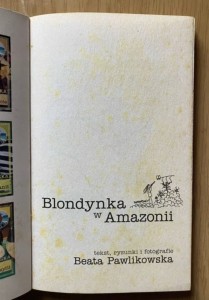 Blondynka
w Amazonii
tekst, rysunki i fotografie
Beata Pawlikowska